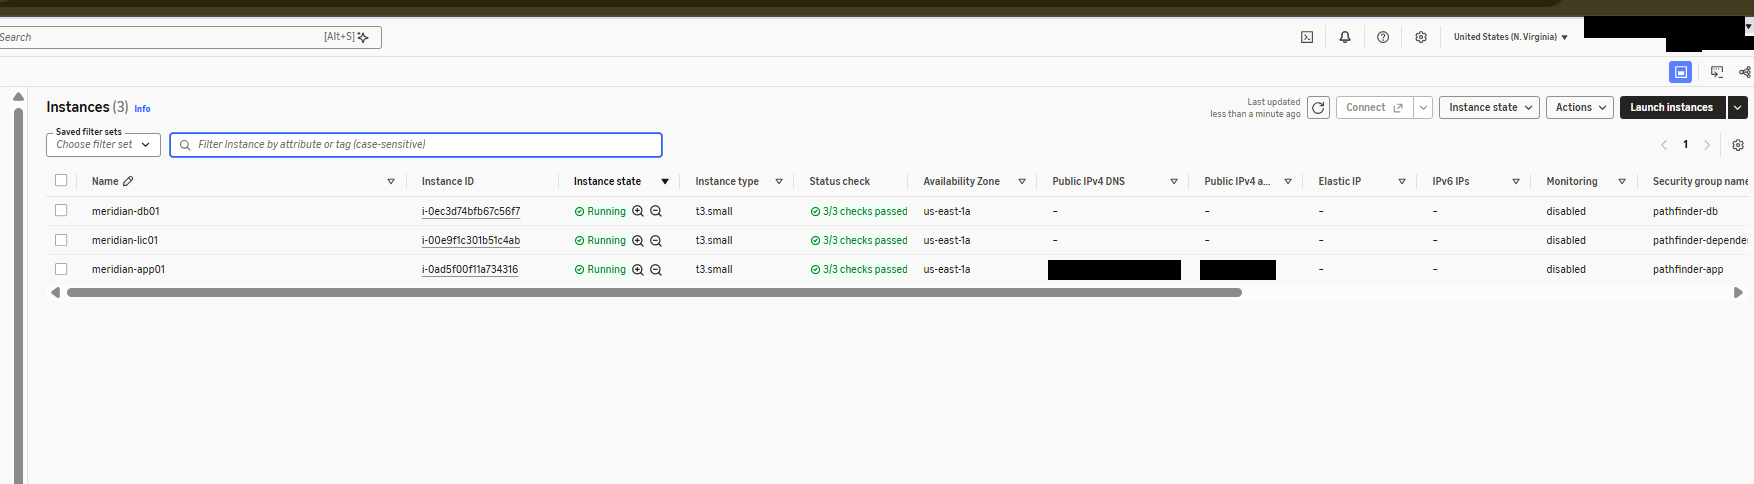 Search [Alt+S] United States (N. Virginia)
Instances (3) Info Last updated less than a minute ago Connect Instance state Actions Launch instances
Saved filter sets
Choose filter set Filter Instance by attribute or tag (case-sensitive) 1
Name Instance ID Instance state Instance type Status check Availability Zone Public IPv4 DNS Public IPv4 a... Elastic IP IPv6 IPs Monitoring Security group name
meridian-db01 i-0ec3d74bfb67c56f7 Running t3.small 3/3 checks passed us-east-1a – – – – disabled pathfinder-db
meridian-lic01 i-00e9f1c301b51c4ab Running t3.small 3/3 checks passed us-east-1a – – – – disabled pathfinder-depende
meridian-app01 i-0ad5f00f11a734316 Running t3.small 3/3 checks passed us-east-1a – – disabled pathfinder-app